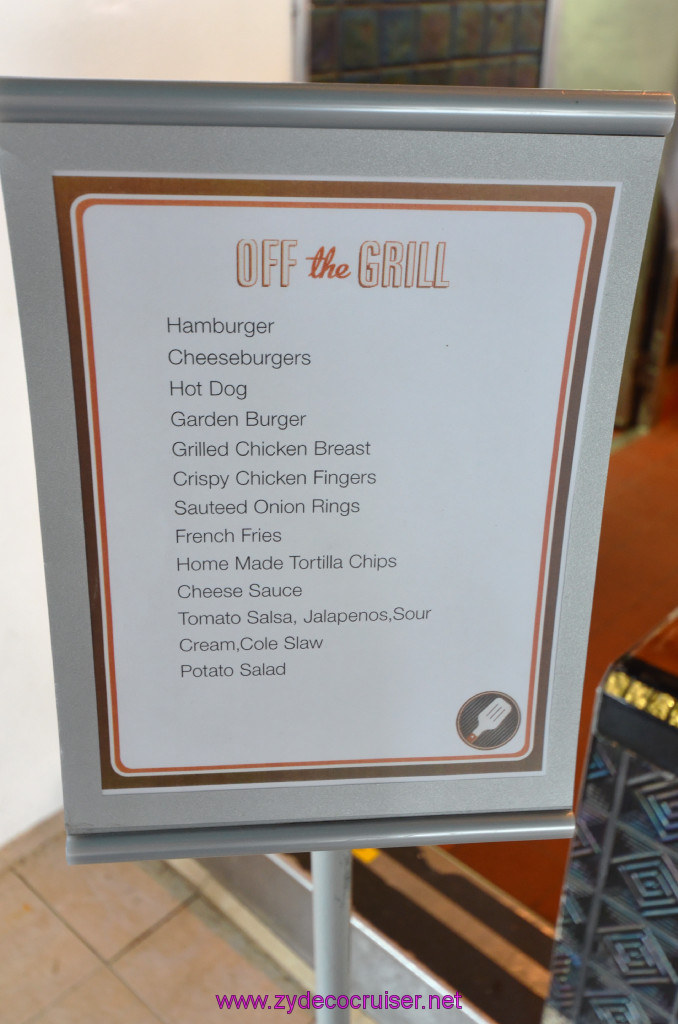 OFF the GRILL
Hamburger
Cheeseburgers
Hot Dog
Garden Burger
Grilled Chicken Breast
Crispy Chicken Fingers
Sauteed Onion Rings
French Fries
Home Made Tortilla Chips
Cheese Sauce
Tomato Salsa, Jalapenos,Sour
Cream,Cole Slaw
Potato Salad
www.zydecocruiser.net